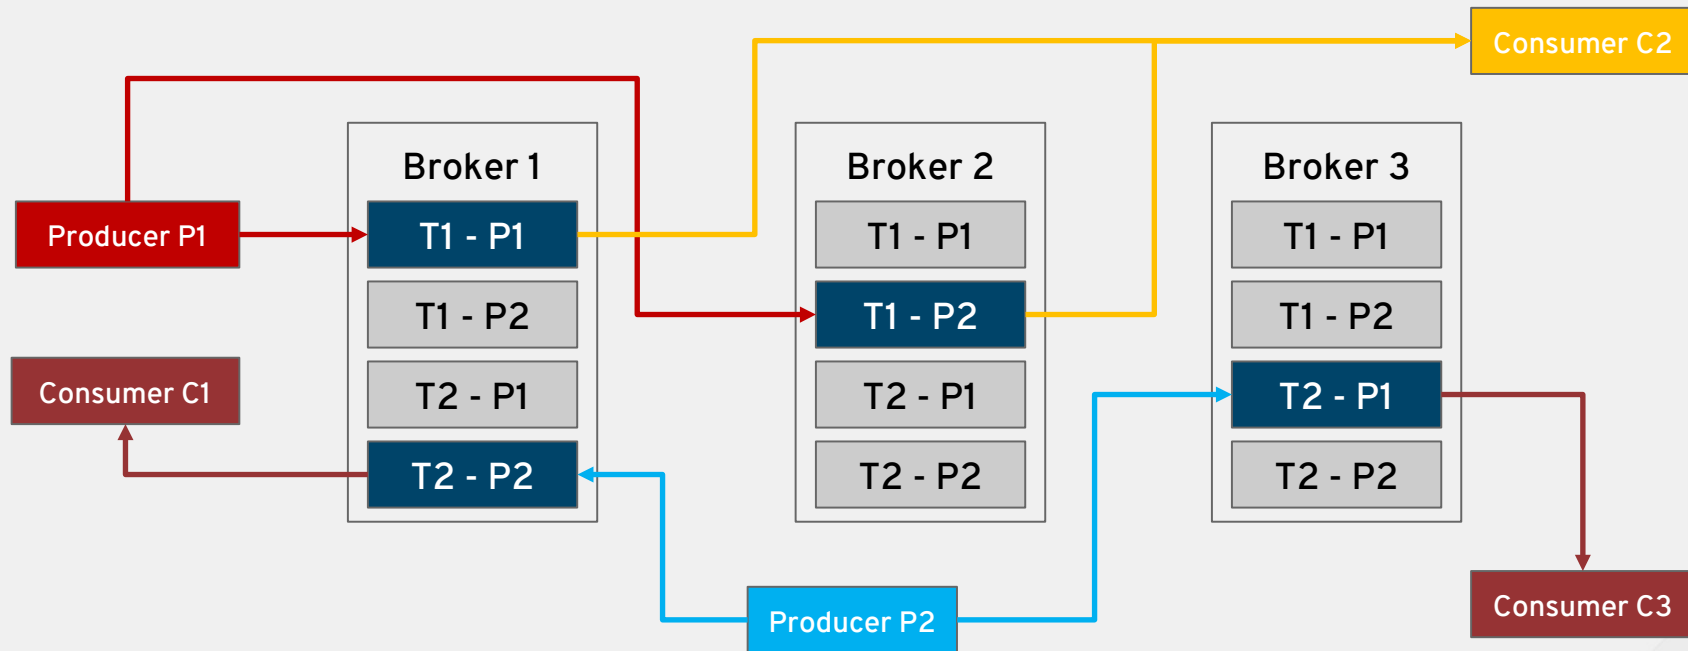 Consumer C2
Broker 1
Broker 2
Broker 3
Producer P1
T1 - P1
T1 - P1
T1 - P1
T1 - P2
T1 - P2
T1 - P2
Consumer C1
T2 - P1
T2 - P1
T2 - P1
T2 - P2
T2 - P2
T2 - P2
Producer P2
Consumer C3